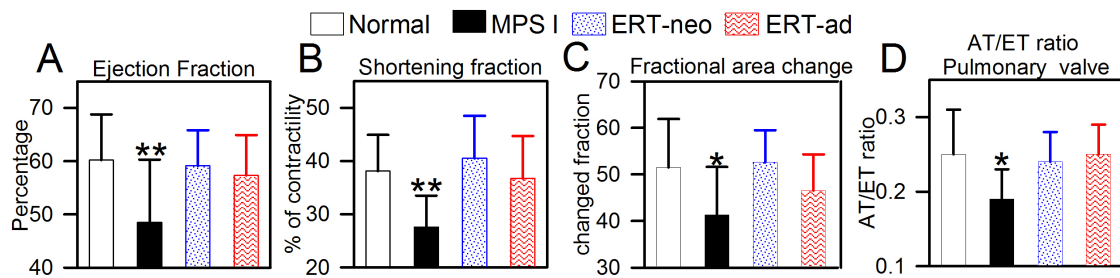 Normal MPS I ERT-neo ERT-ad
A Ejection Fraction
Percentage
70
60
50
40
**
B Shortening fraction
% of contractility
50
40
30
20
**
C Fractional area change
changed fraction
70
60
50
40
30
*
D AT/ET ratio
Pulmonary valve
AT/ET ratio
0.3
0.2
0.1
*